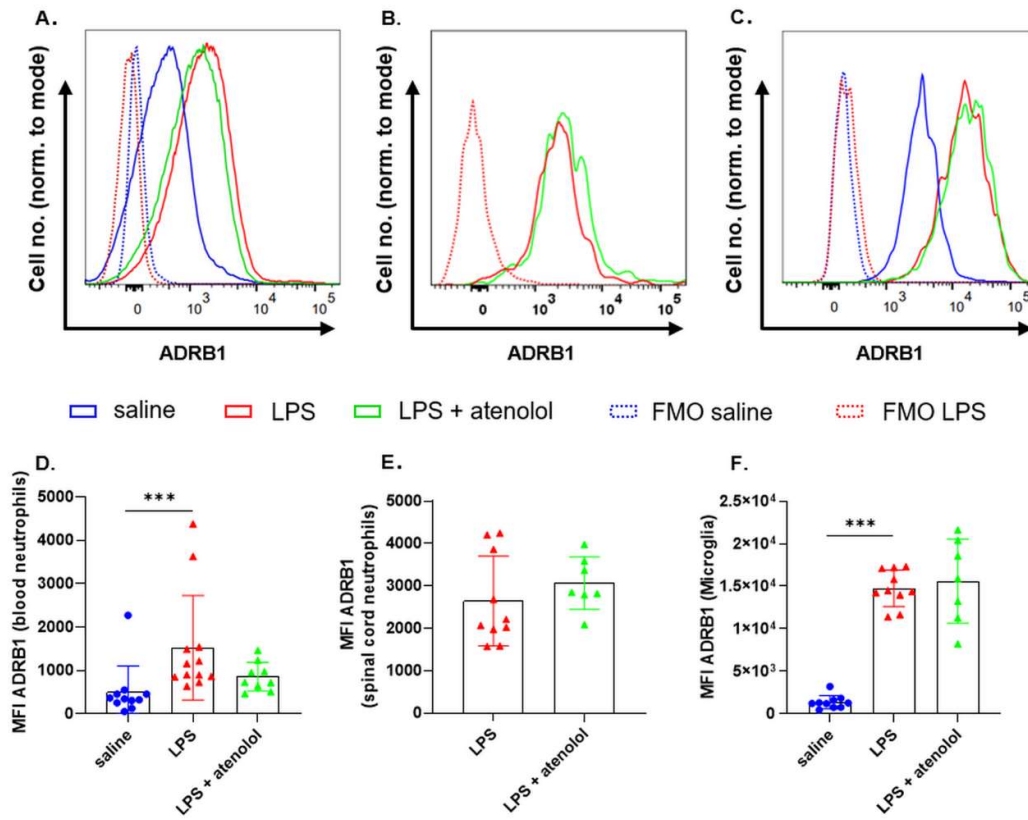 A.
B.
C.
Cell no. (norm. to mode)
0 10³ 10⁴ 10⁵
ADRB1
Cell no. (norm. to mode)
0 10³ 10⁴ 10⁵
ADRB1
Cell no. (norm. to mode)
0 10³ 10⁴ 10⁵
ADRB1
saline LPS LPS + atenolol FMO saline FMO LPS
D.
MFI ADRB1 (blood neutrophils)
5000
4000
3000
2000
1000
0
***
saline
LPS
LPS + atenolol
E.
MFI ADRB1
(spinal cord neutrophils)
5000
4000
3000
2000
1000
0
LPS
LPS + atenolol
F.
MFI ADRB1 (Microglia)
2.5×10⁴
2×10⁴
1.5×10⁴
1×10⁴
5×10³
0
***
saline
LPS
LPS + atenolol